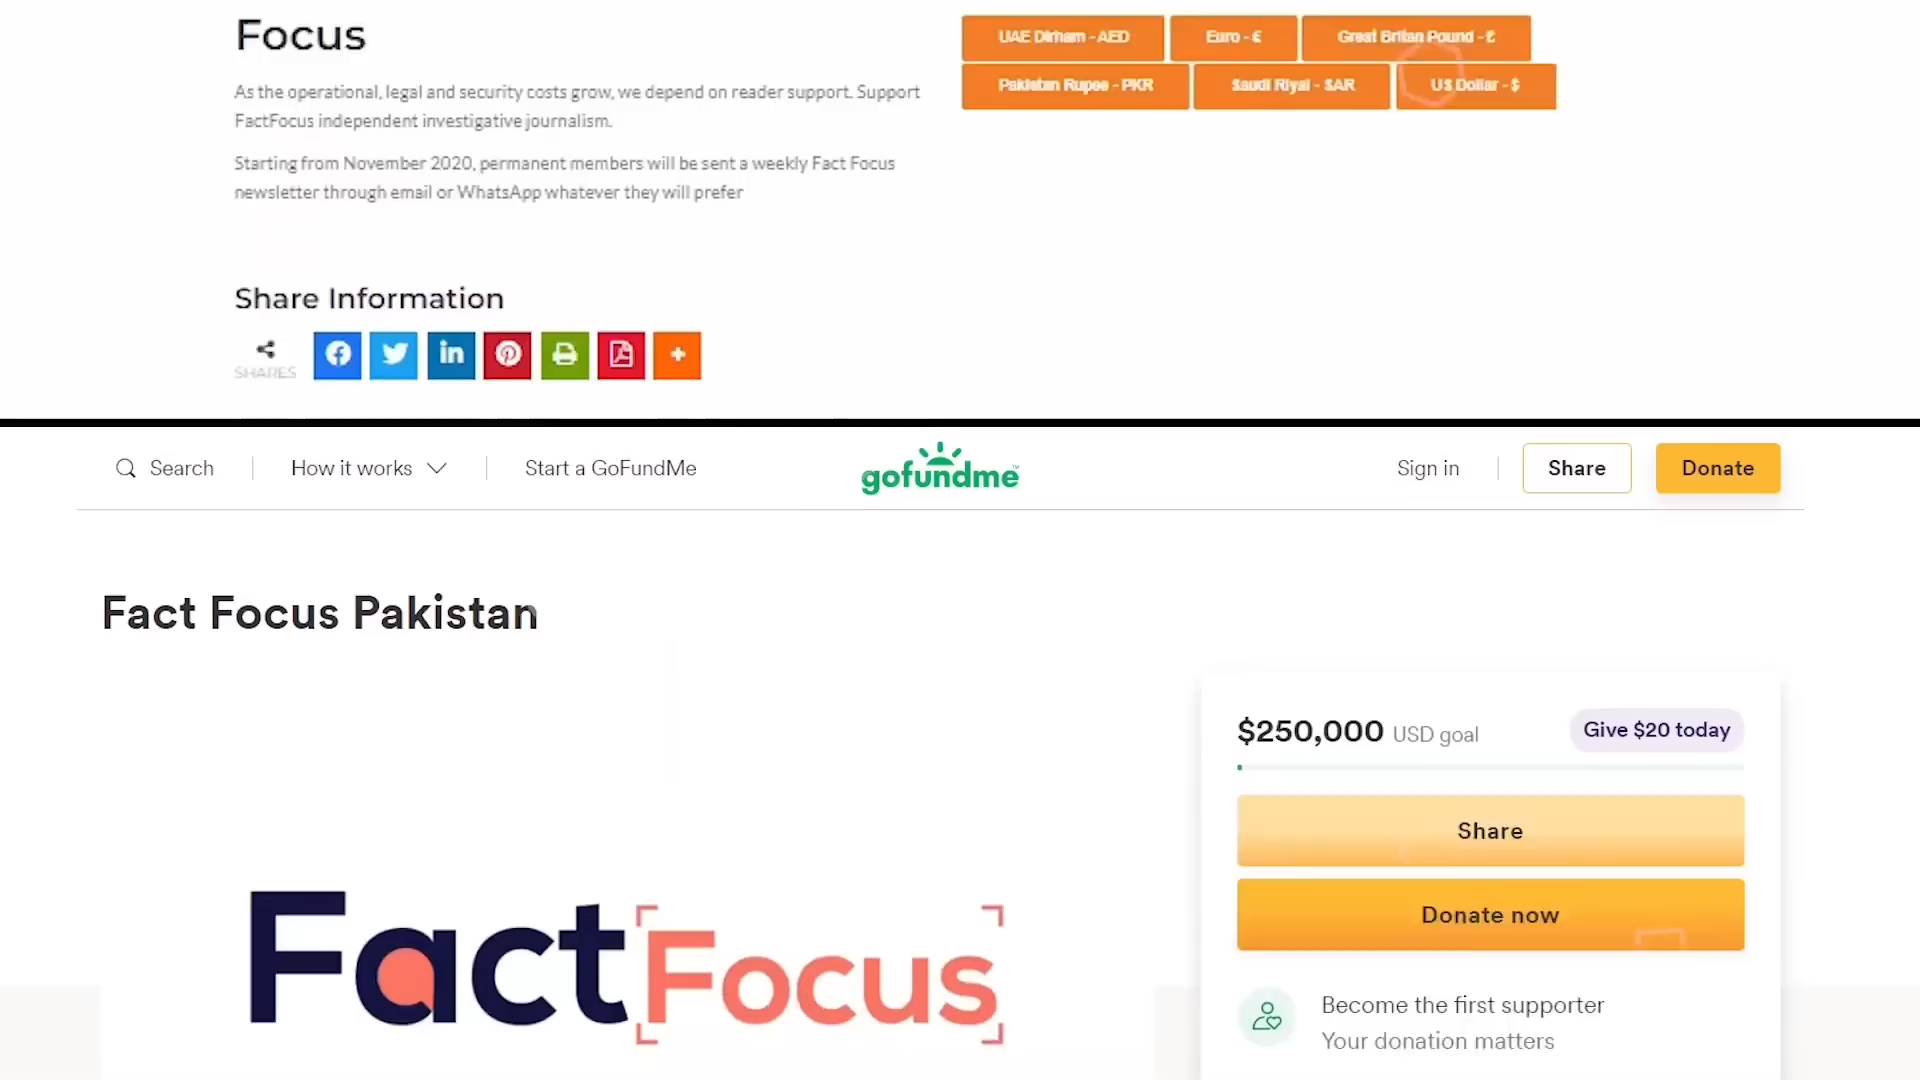 Focus
As the operational, legal and security costs grow, we depend on reader support. Support
FactFocus independent investigative journalism.
Starting from November 2020, permanent members will be sent a weekly Fact Focus
newsletter through email or WhatsApp whatever they will prefer
UAE Dirham - AED
Euro - €
Great Britan Pound - £
Pakistan Rupee - PKR
Saudi Riyal - SAR
US Dollar - $
Share Information
SHARES
Search
How it works
Start a GoFundMe
gofundme
Sign in
Share
Donate
Fact Focus Pakistan
$250,000 USD goal
Give $20 today
Share
Donate now
Fact Focus
Become the first supporter
Your donation matters